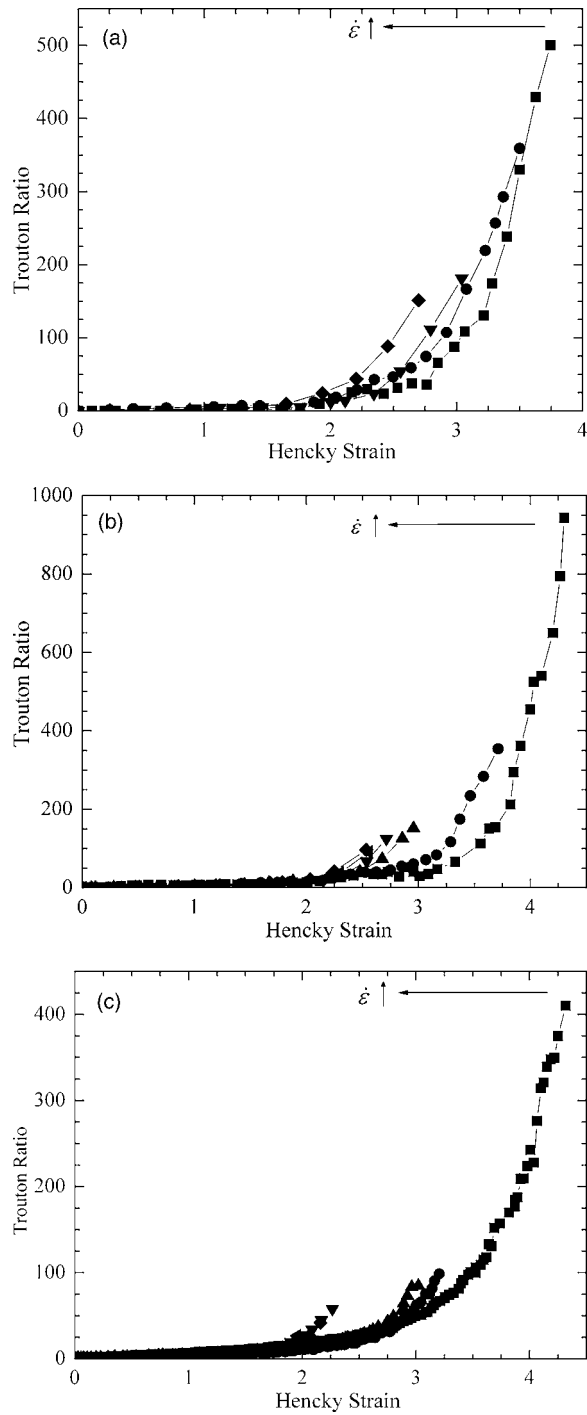 (a)
ε̇
500
400
300
200
100
0
Trouton Ratio
0 1 2 3 4
Hencky Strain
(b)
ε̇
1000
800
600
400
200
0
Trouton Ratio
0 1 2 3 4
Hencky Strain
(c)
ε̇
400
300
200
100
0
Trouton Ratio
0 1 2 3 4
Hencky Strain